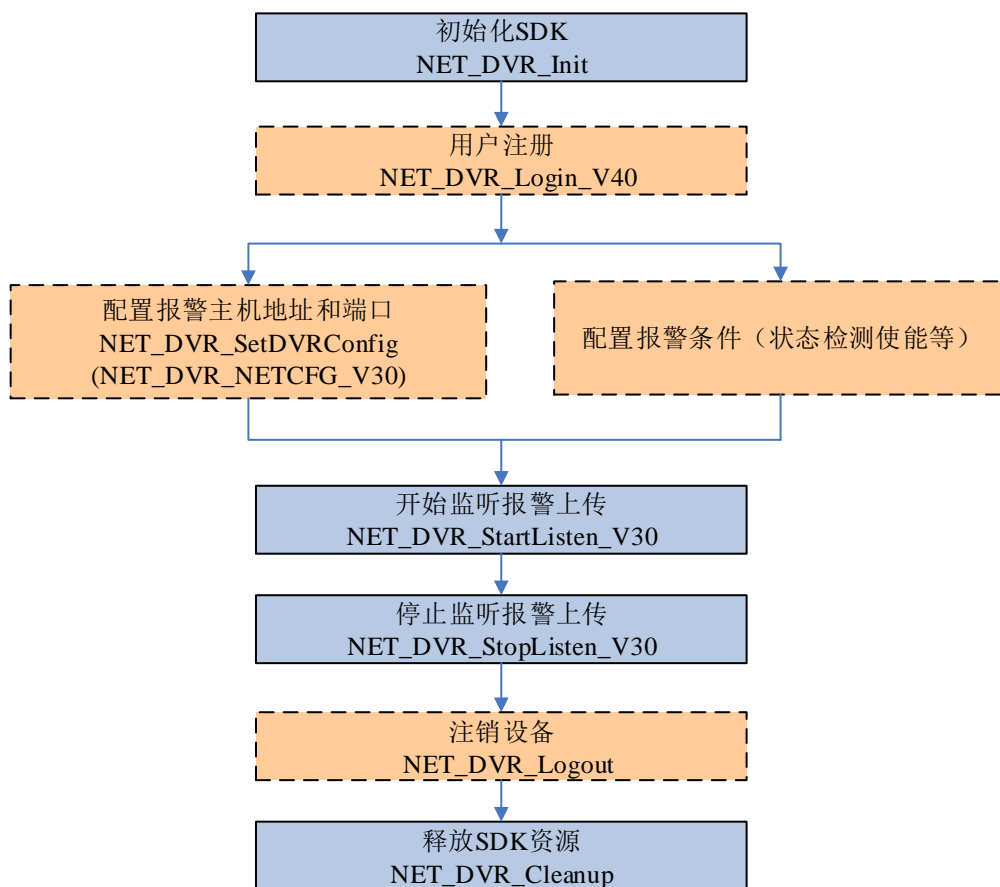 初始化SDK
NET_DVR_Init
用户注册
NET_DVR_Login_V40
配置报警主机地址和端口
NET_DVR_SetDVRConfig
(NET_DVR_NETCFG_V30)
配置报警条件（状态检测使能等）
开始监听报警上传
NET_DVR_StartListen_V30
停止监听报警上传
NET_DVR_StopListen_V30
注销设备
NET_DVR_Logout
释放SDK资源
NET_DVR_Cleanup